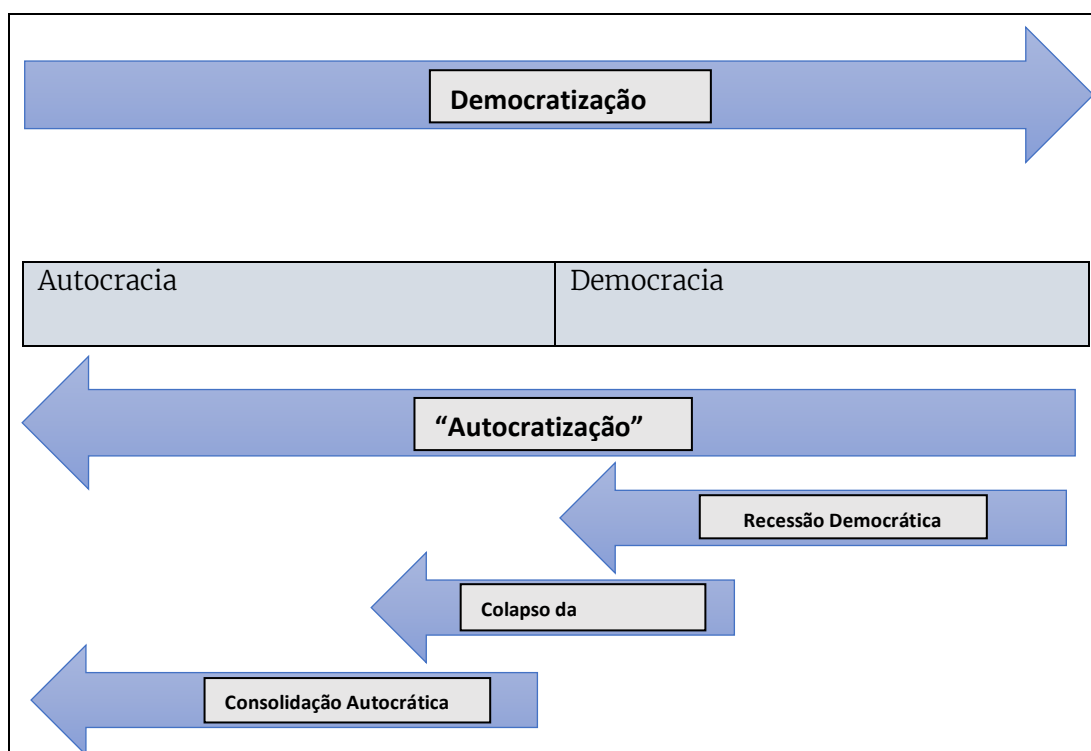 Democratização
Autocracia
Democracia
“Autocratização”
Recessão Democrática
Colapso da
Consolidação Autocrática